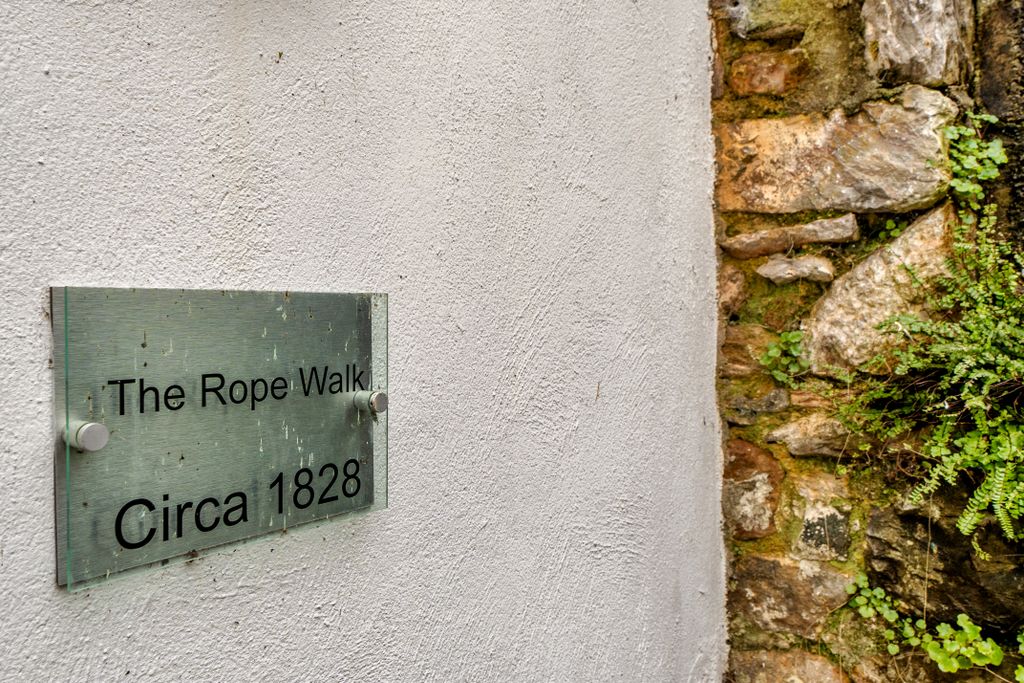 The Rope Walk
Circa 1828